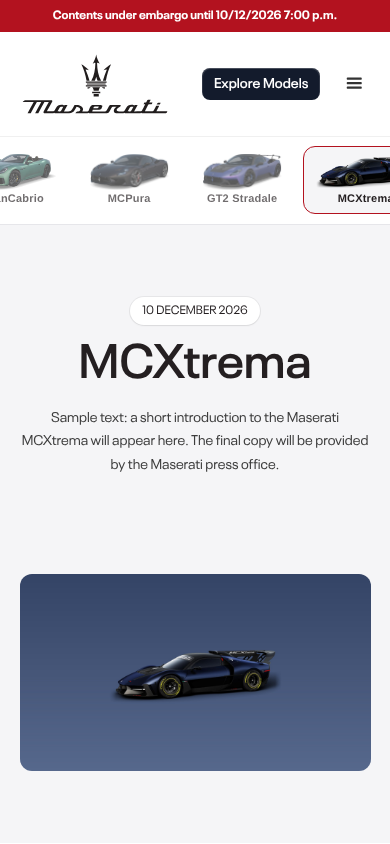 Contents under embargo until 10/12/2026 7:00 p.m.
Maserati
Explore Models
nCabrio
MCPura
GT2 Stradale
MCXtrema
10 DECEMBER 2026
MCXtrema
Sample text: a short introduction to the Maserati
MCXtrema will appear here. The final copy will be provided
by the Maserati press office.